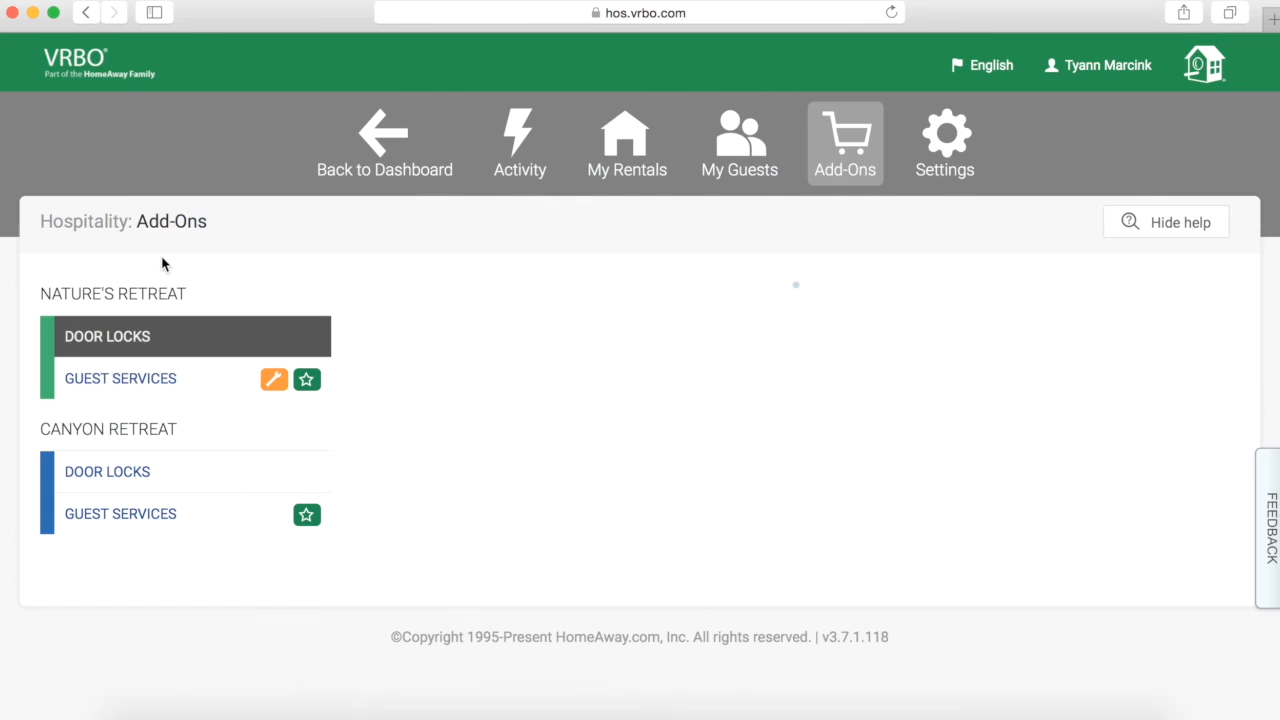 hos.vrbo.com
VRBO®
Part of the HomeAway Family
English
Tyann Marcink
Back to Dashboard
Activity
My Rentals
My Guests
Add-Ons
Settings
Hospitality: Add-Ons
Hide help
NATURE'S RETREAT
DOOR LOCKS
GUEST SERVICES
CANYON RETREAT
DOOR LOCKS
GUEST SERVICES
FEEDBACK
©Copyright 1995-Present HomeAway.com, Inc. All rights reserved. | v3.7.1.118